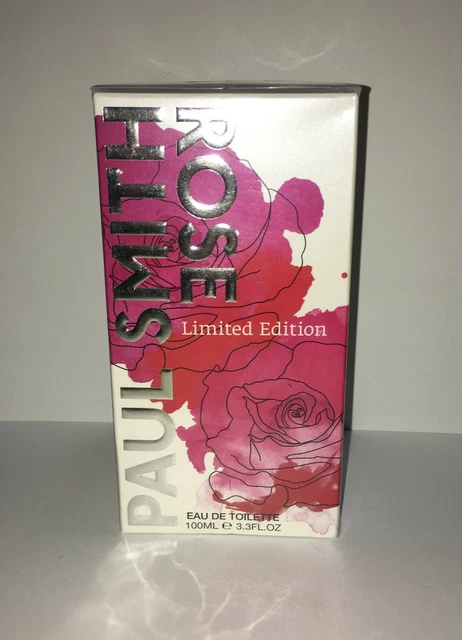 PAUL SMITH
ROSE
Limited Edition
EAU DE TOILETTE
100ML ℮ 3.3FL.OZ